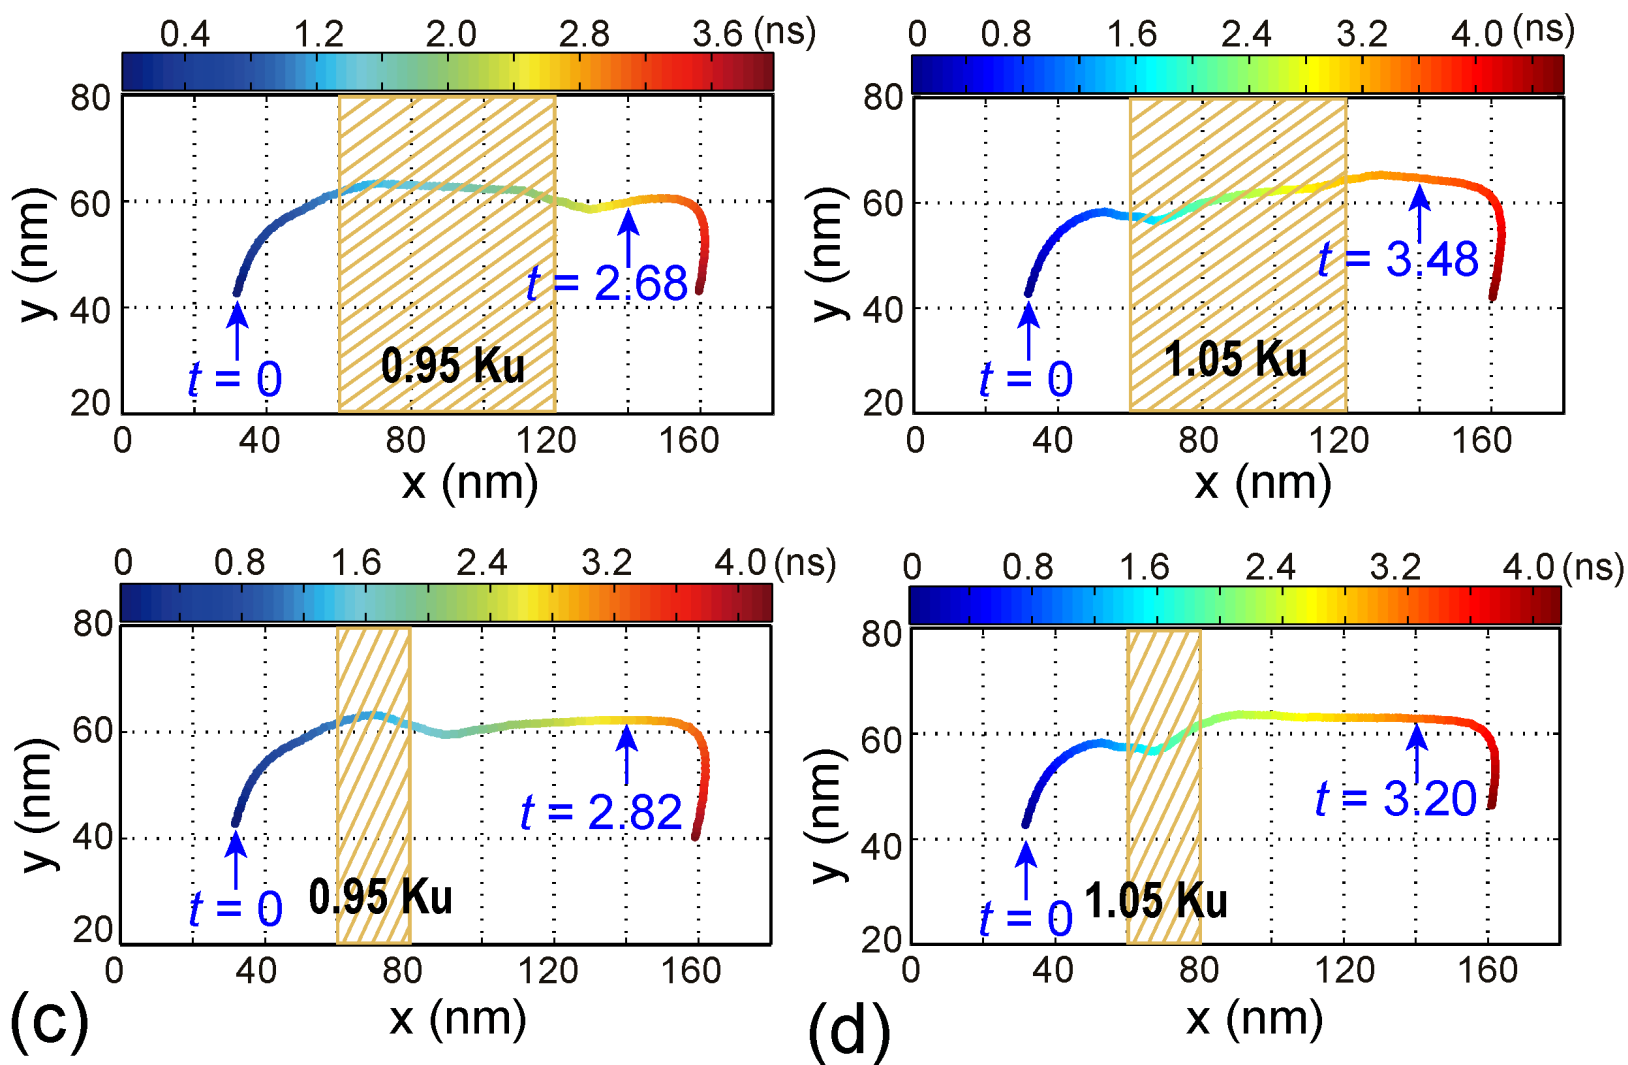 0.4 1.2 2.0 2.8 3.6 (ns)
80
60
40
20
y (nm)
t = 0
0.95 Ku
t = 2.68
0 40 80 120 160
x (nm)
0 0.8 1.6 2.4 3.2 4.0 (ns)
80
60
40
20
y (nm)
t = 0
1.05 Ku
t = 3.48
0 40 80 120 160
x (nm)
0 0.8 1.6 2.4 3.2 4.0 (ns)
80
60
40
20
y (nm)
t = 0
0.95 Ku
t = 2.82
0 40 80 120 160
x (nm)
(c)
0 0.8 1.6 2.4 3.2 4.0 (ns)
80
60
40
20
y (nm)
t = 0
1.05 Ku
t = 3.20
0 40 80 120 160
x (nm)
(d)